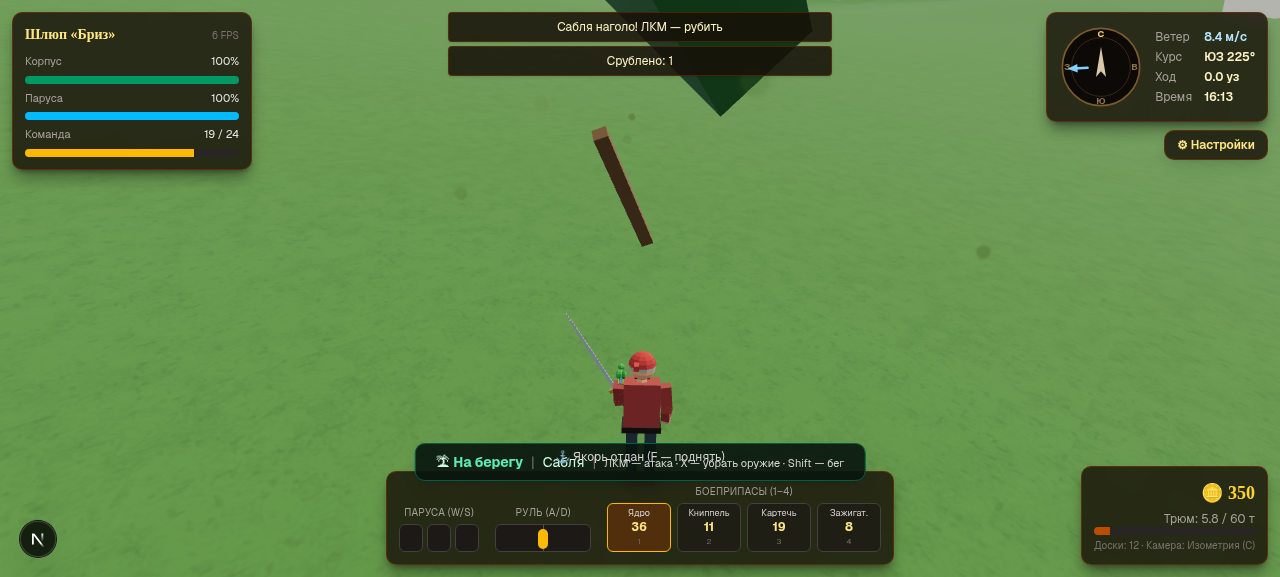 Шлюп «Бриз»
6 FPS
Корпус 100%
Паруса 100%
Команда 19 / 24
Сабля наголо! ЛКМ — рубить
Срублено: 1
С
В
Ю
З
Ветер 8.4 м/с
Курс ЮЗ 225°
Ход 0.0 уз
Время 16:13
⚙ Настройки
⚓ Якорь отдан (F — поднять)
🏝 На берегу | Сабля | ЛКМ — атака · X — убрать оружие · Shift — бег
ПАРУСА (W/S)
РУЛЬ (A/D)
БОЕПРИПАСЫ (1–4)
Ядро
36
1
Книппель
11
2
Картечь
19
3
Зажигат.
8
4
🪙 350
Трюм: 5.8 / 60 т
Доски: 12 · Камера: Изометрия (C)
N